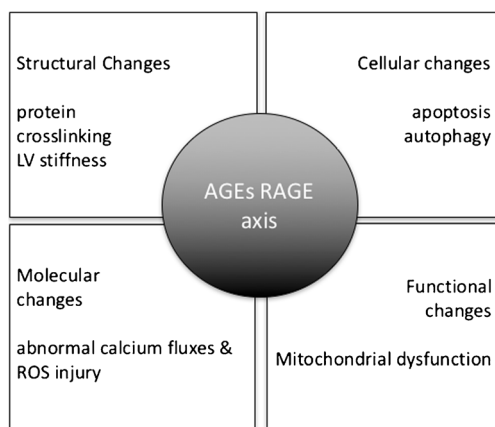 Structural Changes
protein
crosslinking
LV stiffness
Cellular changes
apoptosis
autophagy
AGEs RAGE
axis
Molecular
changes
abnormal calcium fluxes &
ROS injury
Functional
changes
Mitochondrial dysfunction